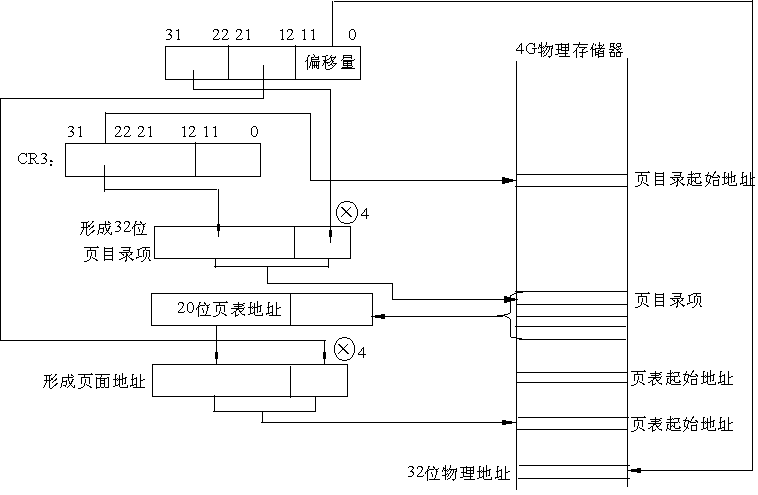 31 22 21 12 11 0
偏移量
4G物理存储器
31 22 21 12 11 0
CR3:
页目录起始地址
4
形成32位
页目录项
20位页表地址
页目录项
4
形成页面地址
页表起始地址
页表起始地址
32位物理地址